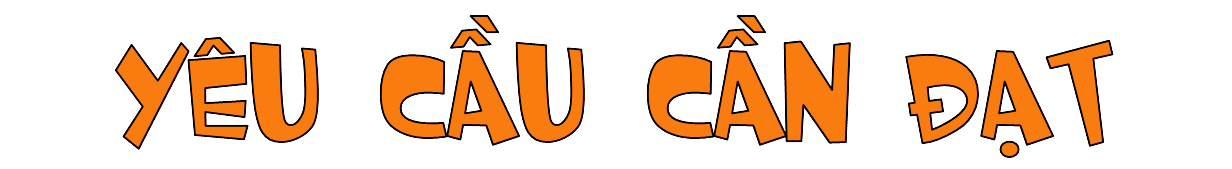 YÊU CẦU CẦN ĐẠT